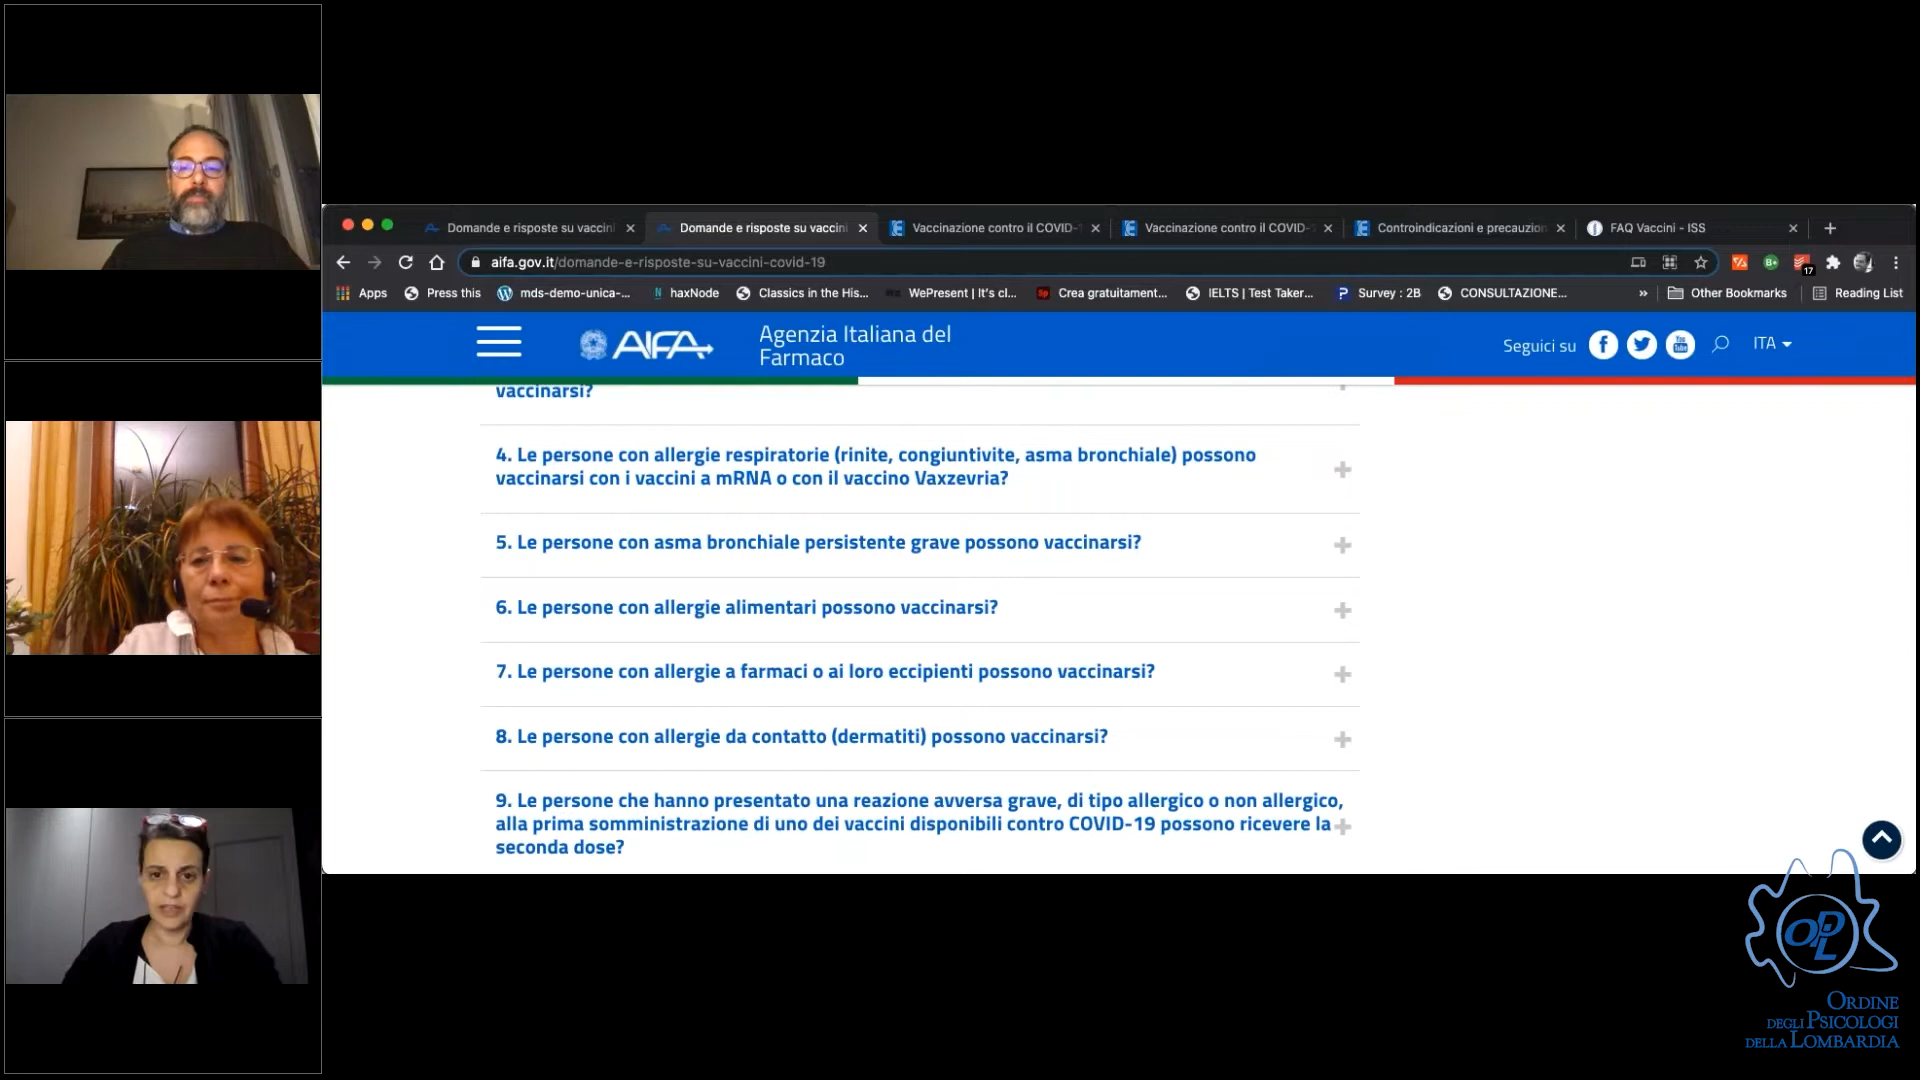 Domande e risposte su vaccini
Domande e risposte su vaccini
Vaccinazione contro il COVID-
Vaccinazione contro il COVID-
Controindicazioni e precauzion
FAQ Vaccini - ISS
aifa.gov.it/domande-e-risposte-su-vaccini-covid-19
B+
17
Apps
Press this
mds-demo-unica-...
N haxNode
Classics in the His...
WePresent | It's cl...
Sp Crea gratuitament...
IELTS | Test Taker...
P Survey : 2B
CONSULTAZIONE...
»
Other Bookmarks
Reading List
AIFA
Agenzia Italiana del
Farmaco
Seguici su
You
Tube
ITA
vaccinarsi?
4. Le persone con allergie respiratorie (rinite, congiuntivite, asma bronchiale) possono
vaccinarsi con i vaccini a mRNA o con il vaccino Vaxzevria?
5. Le persone con asma bronchiale persistente grave possono vaccinarsi?
6. Le persone con allergie alimentari possono vaccinarsi?
7. Le persone con allergie a farmaci o ai loro eccipienti possono vaccinarsi?
8. Le persone con allergie da contatto (dermatiti) possono vaccinarsi?
9. Le persone che hanno presentato una reazione avversa grave, di tipo allergico o non allergico,
alla prima somministrazione di uno dei vaccini disponibili contro COVID-19 possono ricevere la
seconda dose?
OPL
ORDINE
DEGLI PSICOLOGI
DELLA LOMBARDIA